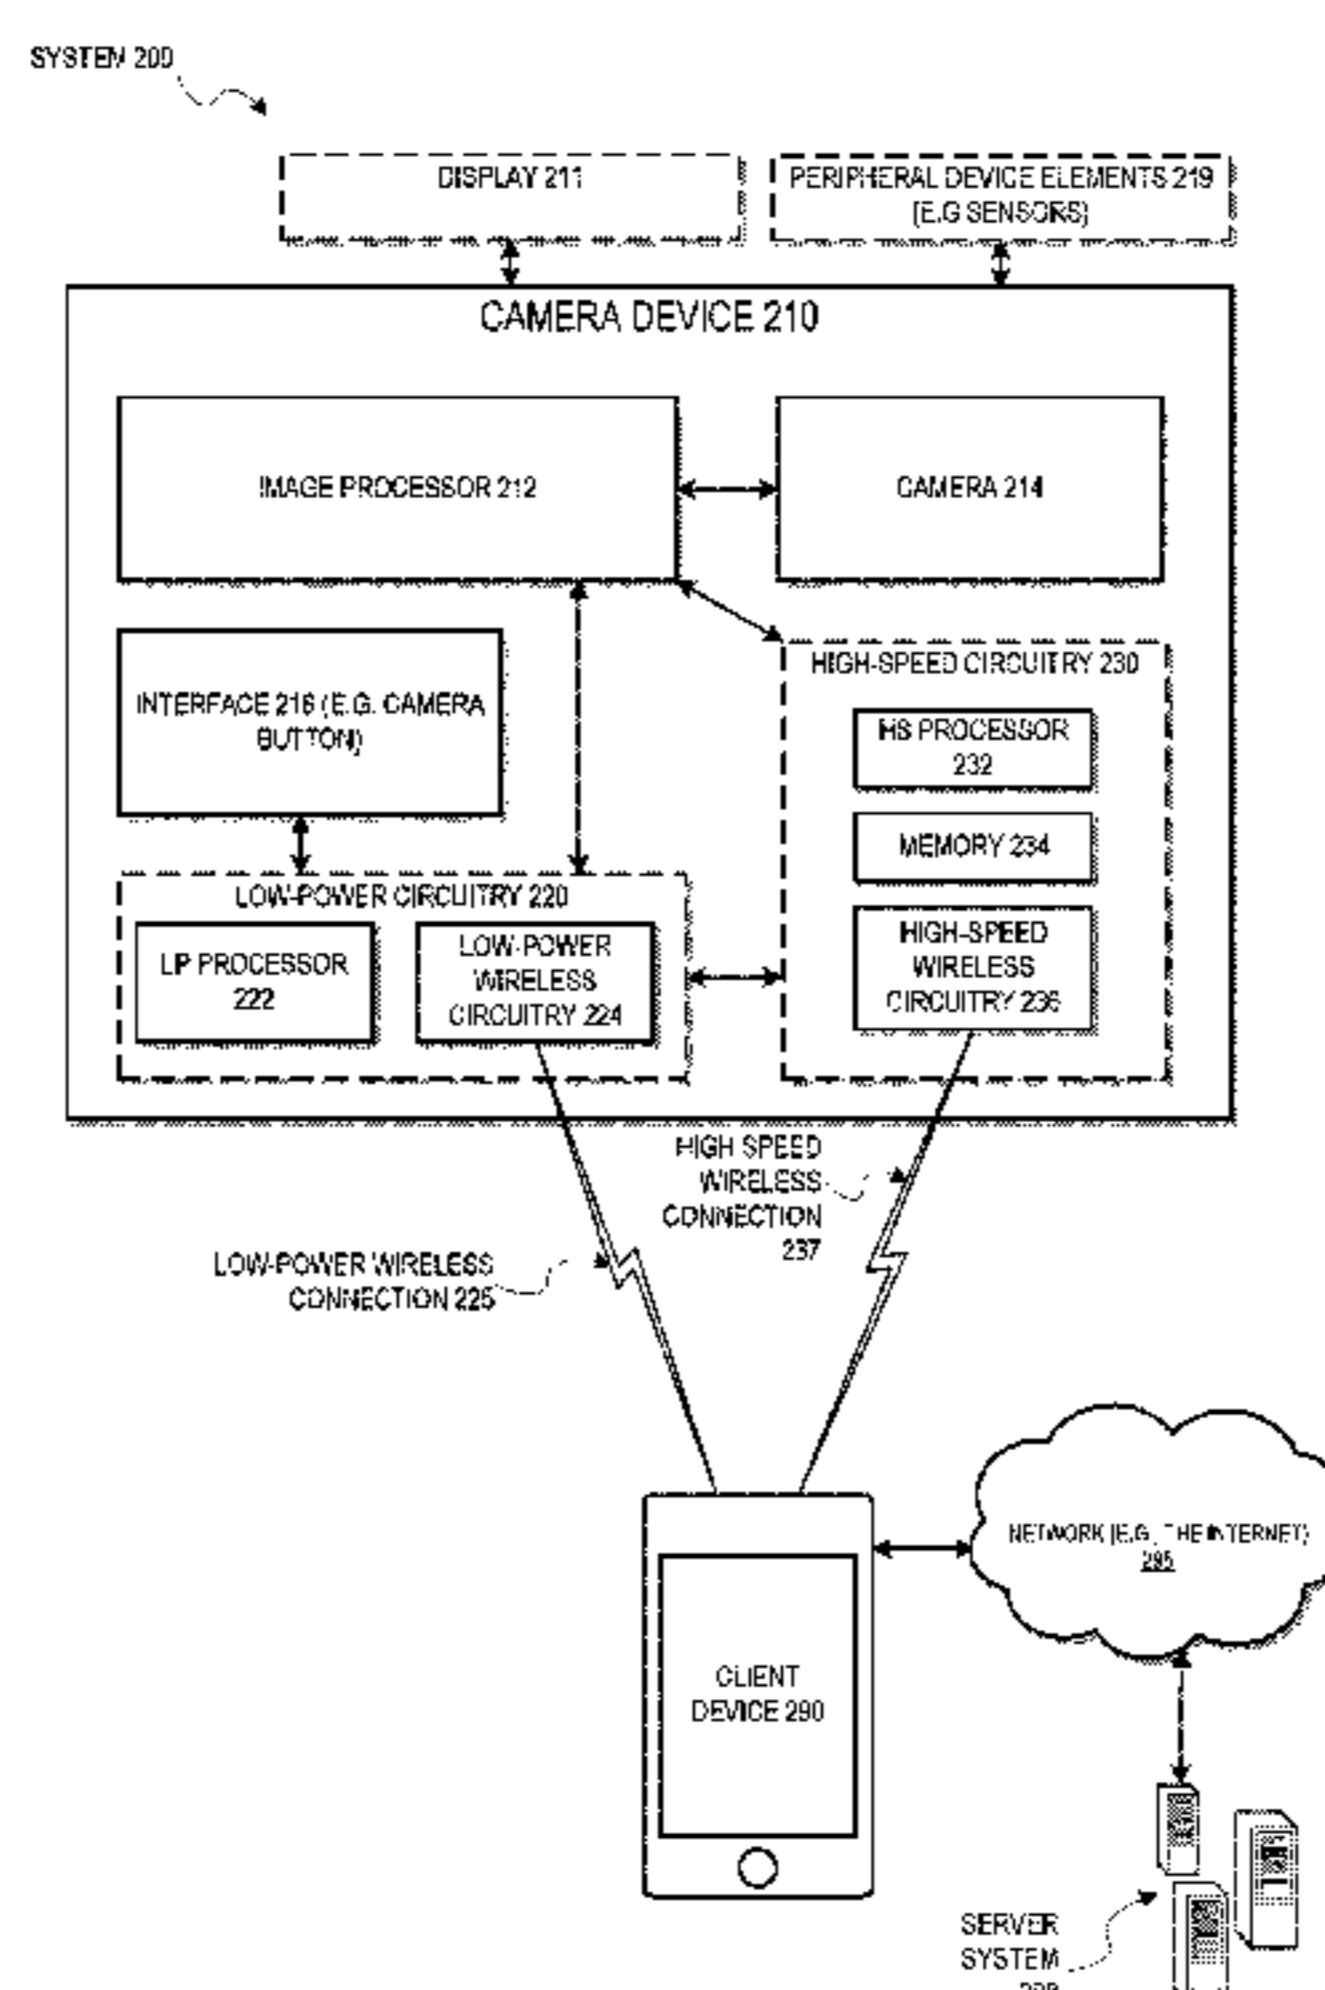 SYSTEM 200
DISPLAY 211
PERIPHERAL DEVICE ELEMENTS 219
(E.G SENSORS)
CAMERA DEVICE 210
IMAGE PROCESSOR 212
CAMERA 214
INTERFACE 216 (E.G. CAMERA
BUTTON)
HIGH-SPEED CIRCUITRY 230
HS PROCESSOR
232
MEMORY 234
HIGH-SPEED
WIRELESS
CIRCUITRY 236
LOW-POWER CIRCUITRY 220
LP PROCESSOR
222
LOW-POWER
WIRELESS
CIRCUITRY 224
HIGH SPEED
WIRELESS
CONNECTION
237
LOW-POWER WIRELESS
CONNECTION 225
NETWORK (E.G., THE INTERNET)
295
CLIENT
DEVICE 290
SERVER
SYSTEM